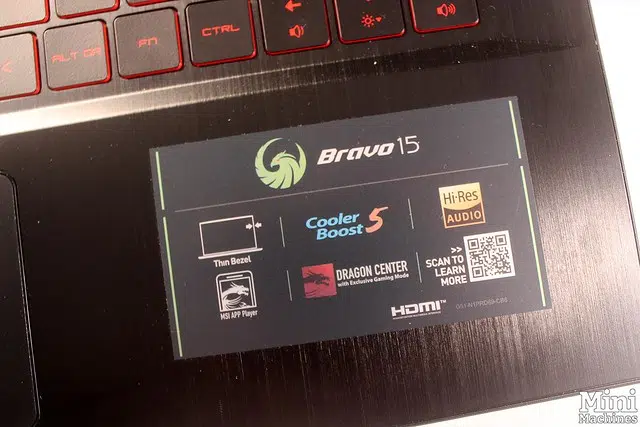 <
ALT GR
FN
CTRL
Bravo 15
Thin Bezel
Cooler
Boost 5
Hi-Res
AUDIO
MSI APP Player
DRAGON CENTER
with Exclusive Gaming Mode
>>
SCAN TO
LEARN
MORE
HDMI™
Mini
Machines